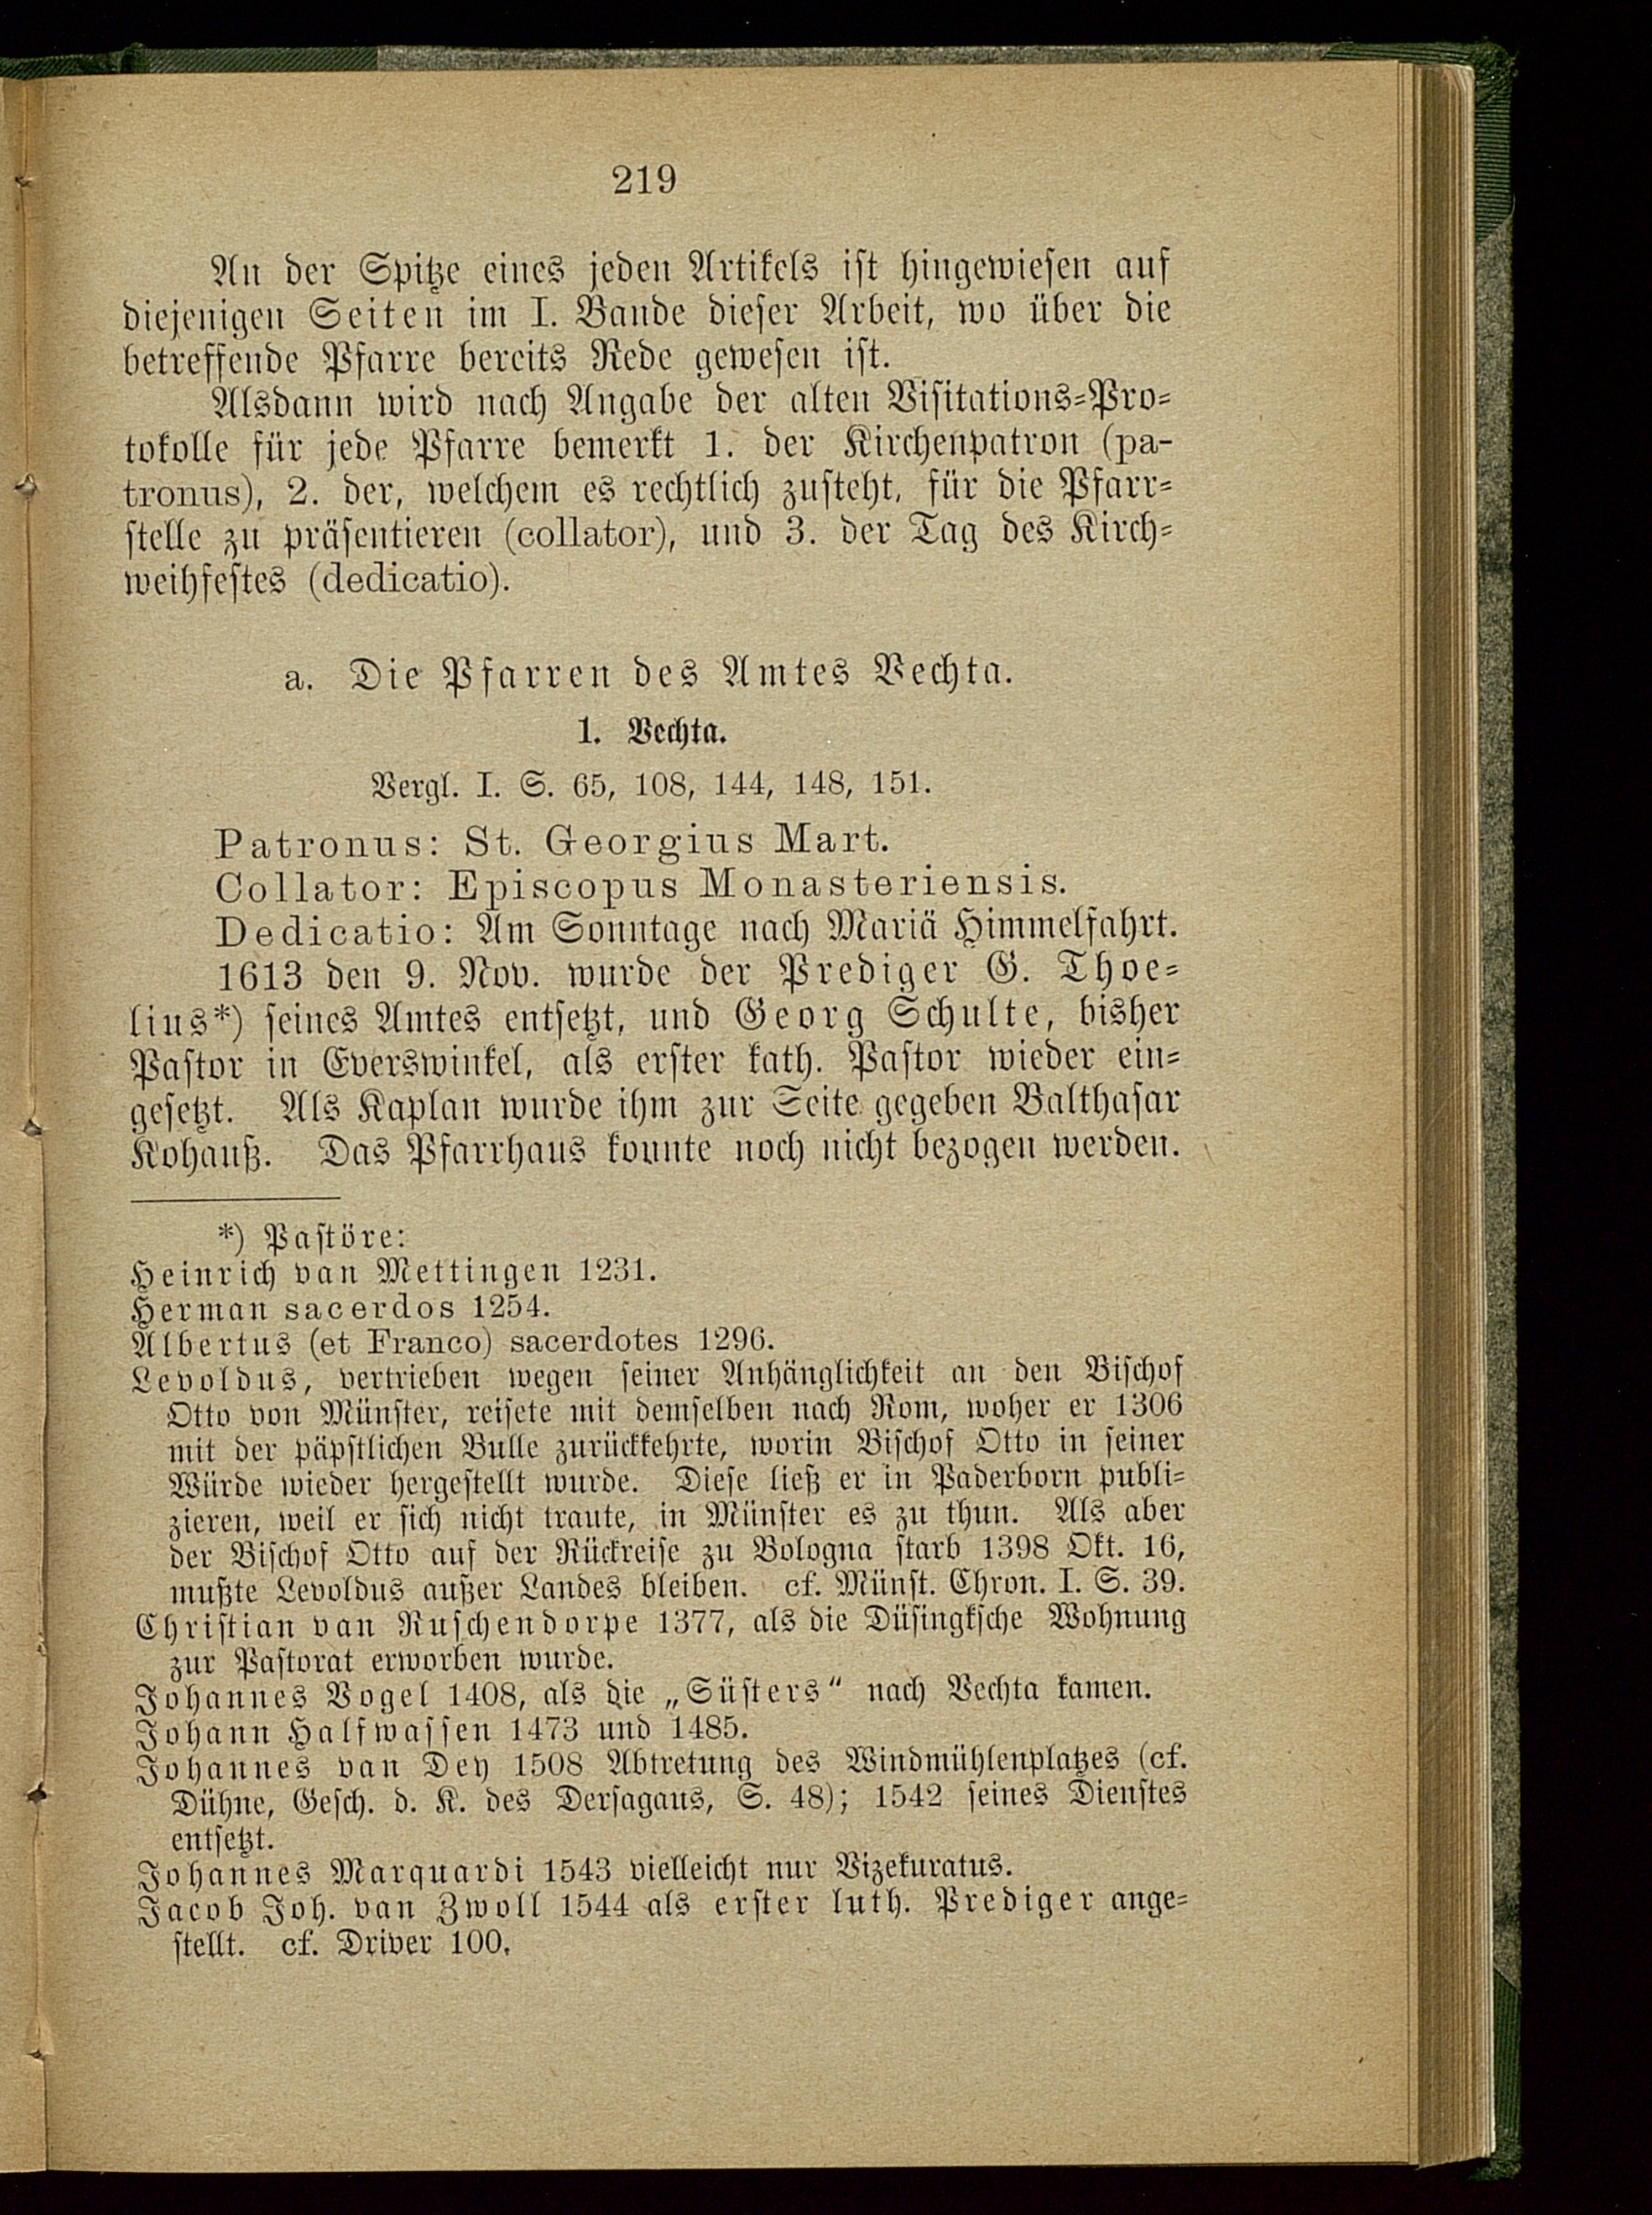 219
An der Spitze eines jeden Artikels ist hingewiesen auf
diejenigen Seiten im I. Bande dieser Arbeit, wo über die
betreffende Pfarre bereits Rede gewesen ist.
Alsdann wird nach Angabe der alten Visitations-Pro-
tokolle für jede Pfarre bemerkt 1. der Kirchenpatron (pa-
tronus), 2. der, welchem es rechtlich zusteht, für die Pfarr-
stelle zu präsentieren (collator), und 3. der Tag des Kirch-
weihfestes (dedicatio).
a. Die Pfarren des Amtes Vechta.
1. Vechta.
Vergl. I. S. 65, 108, 144, 148, 151.
Patronus: St. Georgius Mart.
Collator: Episcopus Monasteriensis.
Dedicatio: Am Sonntage nach Mariä Himmelfahrt.
1613 den 9. Nov. wurde der Prediger G. Thoe-
lius*) seines Amtes entsetzt, und Georg Schulte, bisher
Pastor in Everswinkel, als erster kath. Pastor wieder ein-
gesetzt. Als Kaplan wurde ihm zur Seite gegeben Balthasar
Kohauß. Das Pfarrhaus konnte noch nicht bezogen werden.
*) Pastöre:
Heinrich van Mettingen 1231.
Herman sacerdos 1254.
Albertus (et Franco) sacerdotes 1296.
Levoldus, vertrieben wegen seiner Anhänglichkeit an den Bischof
Otto von Münster, reisete mit demselben nach Rom, woher er 1306
mit der päpstlichen Bulle zurückkehrte, worin Bischof Otto in seiner
Würde wieder hergestellt wurde. Diese ließ er in Paderborn publi-
zieren, weil er sich nicht traute, in Münster es zu thun. Als aber
der Bischof Otto auf der Rückreise zu Bologna starb 1398 Okt. 16,
mußte Levoldus außer Landes bleiben. cf. Münst. Chron. I. S. 39.
Christian van Ruschendorpe 1377, als die Düsingksche Wohnung
zur Pastorat erworben wurde.
Johannes Vogel 1408, als die „Süsters“ nach Vechta kamen.
Johann Halfwassen 1473 und 1485.
Johannes van Dey 1508 Abtretung des Windmühlenplatzes (cf.
Dühne, Gesch. d. K. des Dersagaus, S. 48); 1542 seines Dienstes
entsetzt.
Johannes Marquardi 1543 vielleicht nur Vizekuratus.
Jacob Joh. van Zwoll 1544 als erster luth. Prediger ange-
stellt. cf. Driver 100.